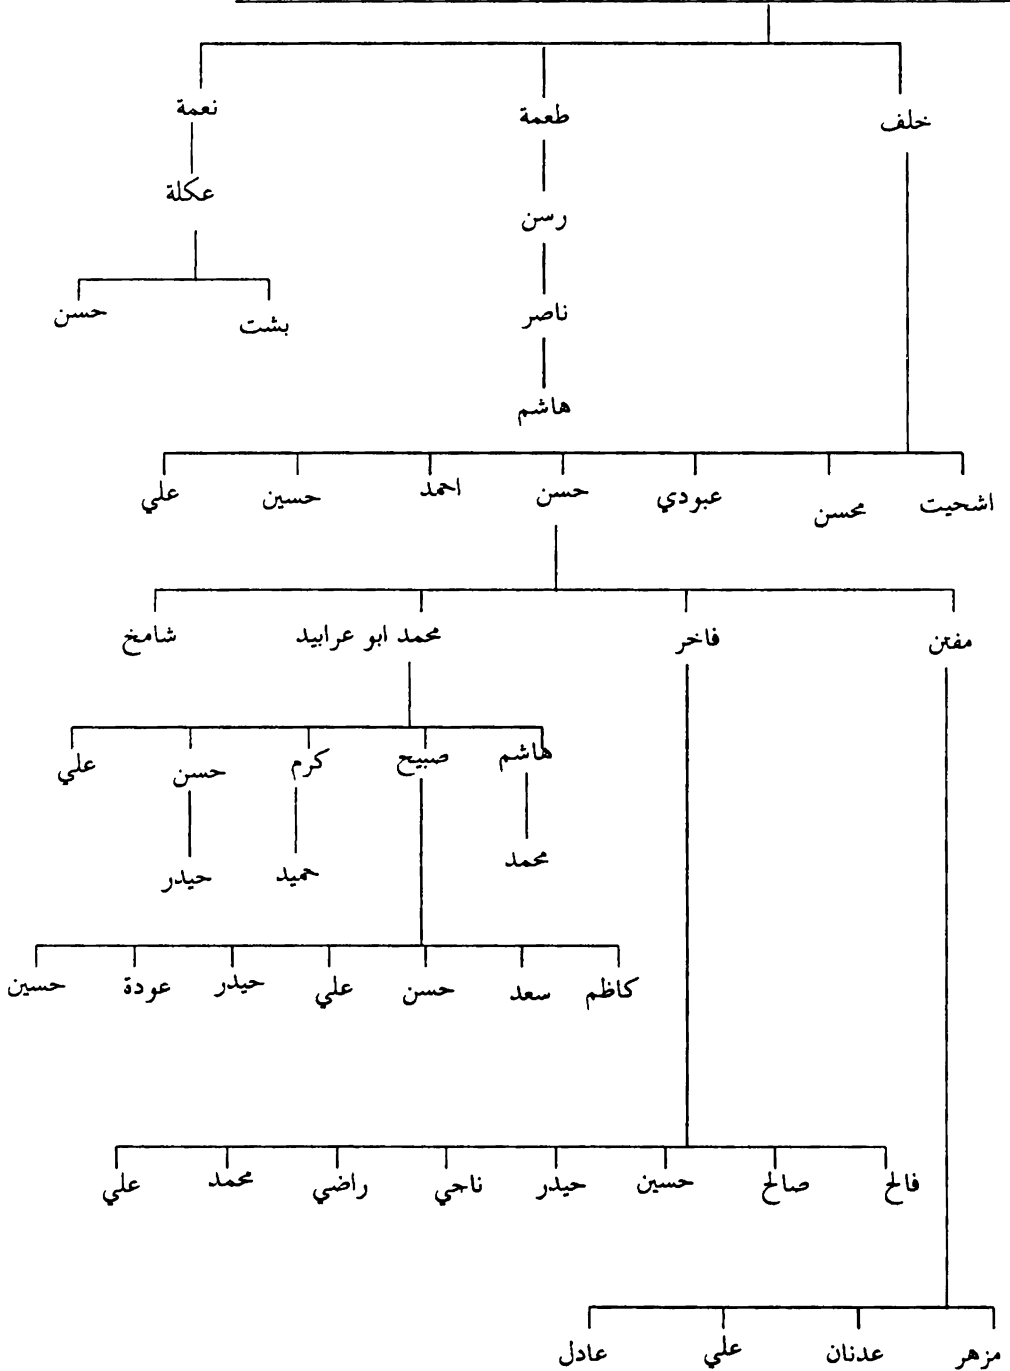 خلف طعمة نعمة
عكلة
رسن
ناصر
بشت حسن
هاشم
اشحيت محسن عبودي حسن احمد حسين علي
مفتن فاخر محمد ابو عرابيد شامخ
هاشم صبيح كرم حسن علي
محمد حميد حيدر
كاظم سعد حسن علي حيدر عودة حسين
فالح صالح حسين حيدر ناجي راضي محمد علي
مزهر عدنان علي عادل